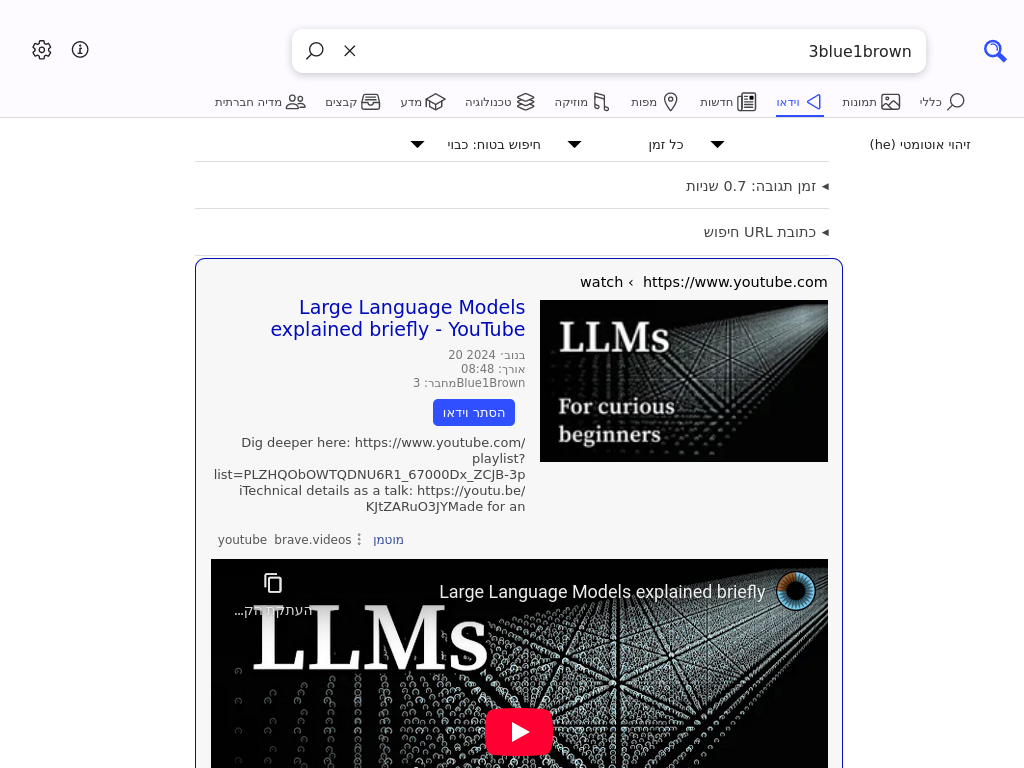 3blue1brown
כללי
תמונות
וידאו
חדשות
מפות
מוזיקה
טכנולוגיה
מדע
קבצים
מדיה חברתית
זיהוי אוטומטי (he)
כל זמן
חיפוש בטוח: כבוי
זמן תגובה: 0.7 שניות
כתובת URL חיפוש
https://www.youtube.com › watch
LLMs
For curious
beginners
Large Language Models
explained briefly - YouTube
20 בנוב׳ 2024
אורך: 08:48
מחבר: 3Blue1Brown
הסתר וידאו
Dig deeper here: https://www.youtube.com/
playlist?
list=PLZHQObOWTQDNU6R1_67000Dx_ZCJB-3p
iTechnical details as a talk: https://youtu.be/
KJtZARuO3JYMade for an
youtube brave.videos מוטמן
Large Language Models explained briefly
העתקת הק...
LLMs